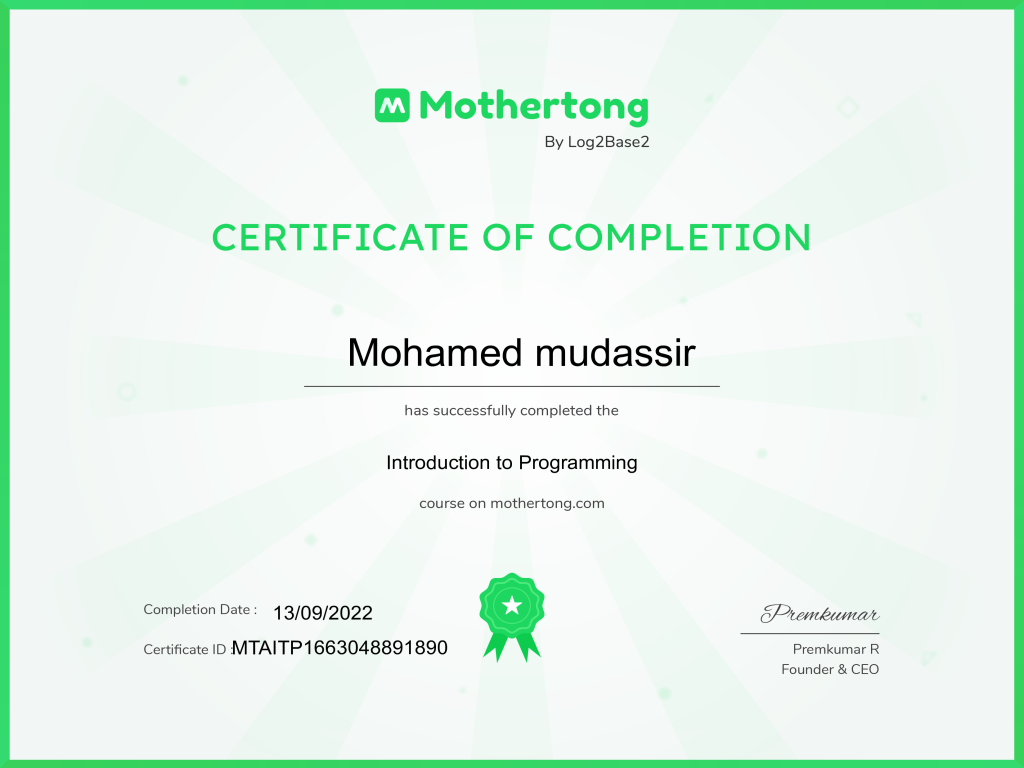 Mothertong
By Log2Base2
CERTIFICATE OF COMPLETION
Mohamed mudassir
has successfully completed the
Introduction to Programming
course on mothertong.com
Completion Date : 13/09/2022
Certificate ID :MTAITP1663048891890
Premkumar
Premkumar R
Founder & CEO